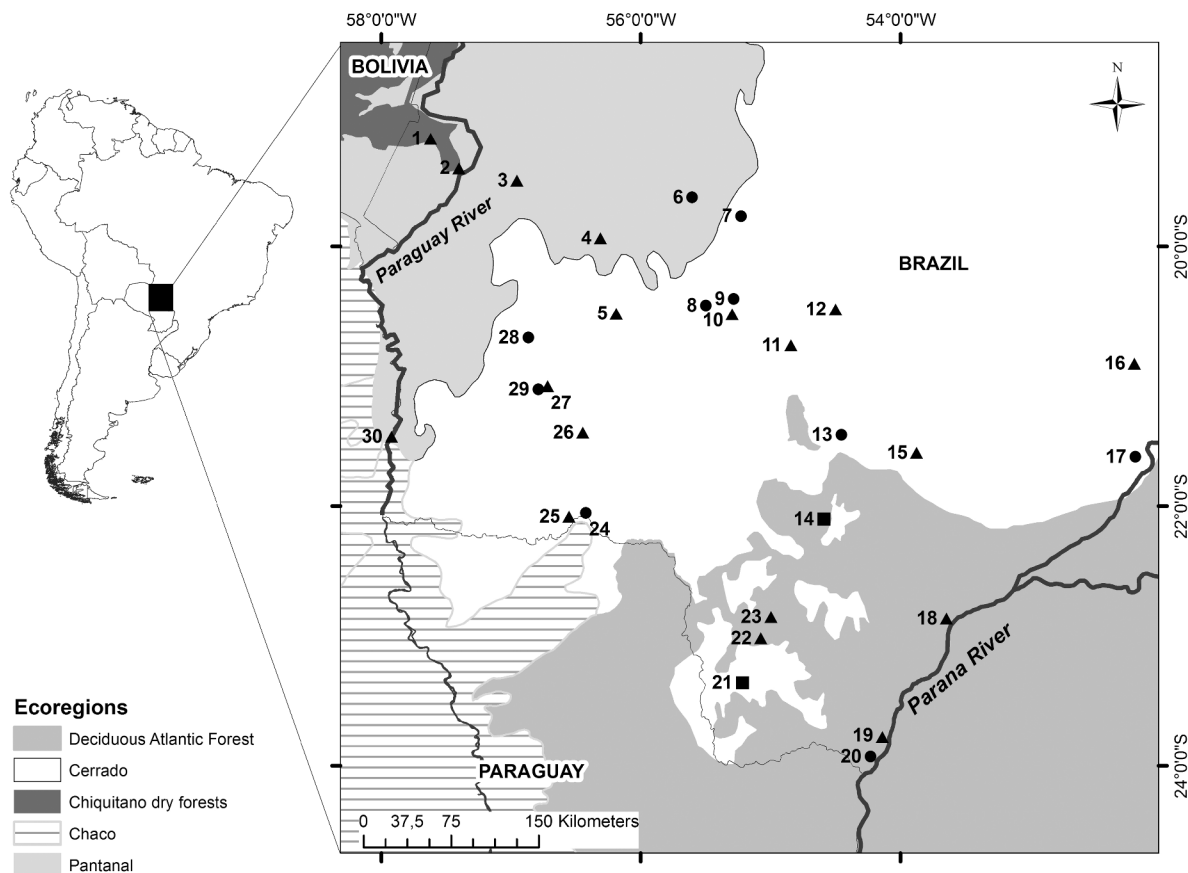 58°0'0"W
56°0'0"W
54°0'0"W
BOLIVIA
N
1
2
3
Paraguay River
4
6
7
20°0'0"S
BRAZIL
5
8
9
10
12
11
28
29
27
26
30
16
13
15
17
25
24
14
22°0'0"S
23
22
18
21
Parana River
19
20
24°0'0"S
PARAGUAY
0 37,5 75 150 Kilometers
Ecoregions
Deciduous Atlantic Forest
Cerrado
Chiquitano dry forests
Chaco
Pantanal